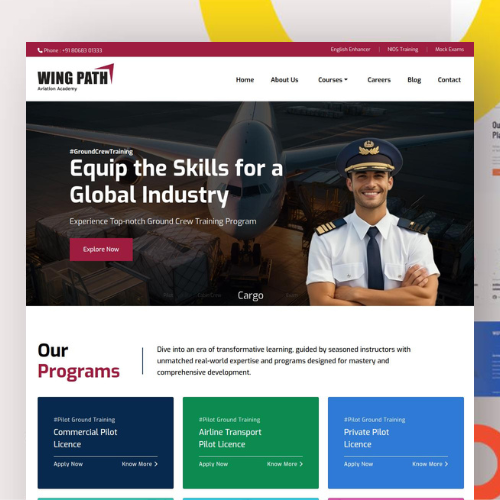 Phone : +91 80683 01333
English Enhancer | NIOS Training | Mock Exams
WING PATH
Aviation Academy
Home About Us Courses Careers Blog Contact
#GroundCrewTraining
Equip the Skills for a
Global Industry
Experience Top-notch Ground Crew Training Program
Explore Now
Cargo
Our
Programs
Dive into an era of transformative learning, guided by seasoned instructors with
unmatched real-world expertise and programs designed for mastery and
comprehensive development.
#Pilot Ground Training
Commercial Pilot
Licence
Apply Now Know More
#Pilot Ground Training
Airline Transport
Pilot Licence
Apply Now Know More
#Pilot Ground Training
Private Pilot
Licence
Apply Now Know More